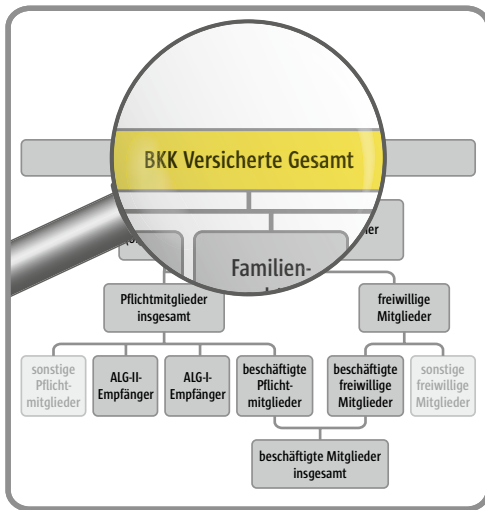 BKK Versicherte Gesamt
Familien-
Pflichtmitglieder
insgesamt
freiwillige
Mitglieder
sonstige
Pflicht-
mitglieder
ALG-II-
Empfänger
ALG-I-
Empfänger
beschäftigte
Pflicht-
mitglieder
beschäftigte
freiwillige
Mitglieder
sonstige
freiwillige
Mitglieder
beschäftigte Mitglieder
insgesamt